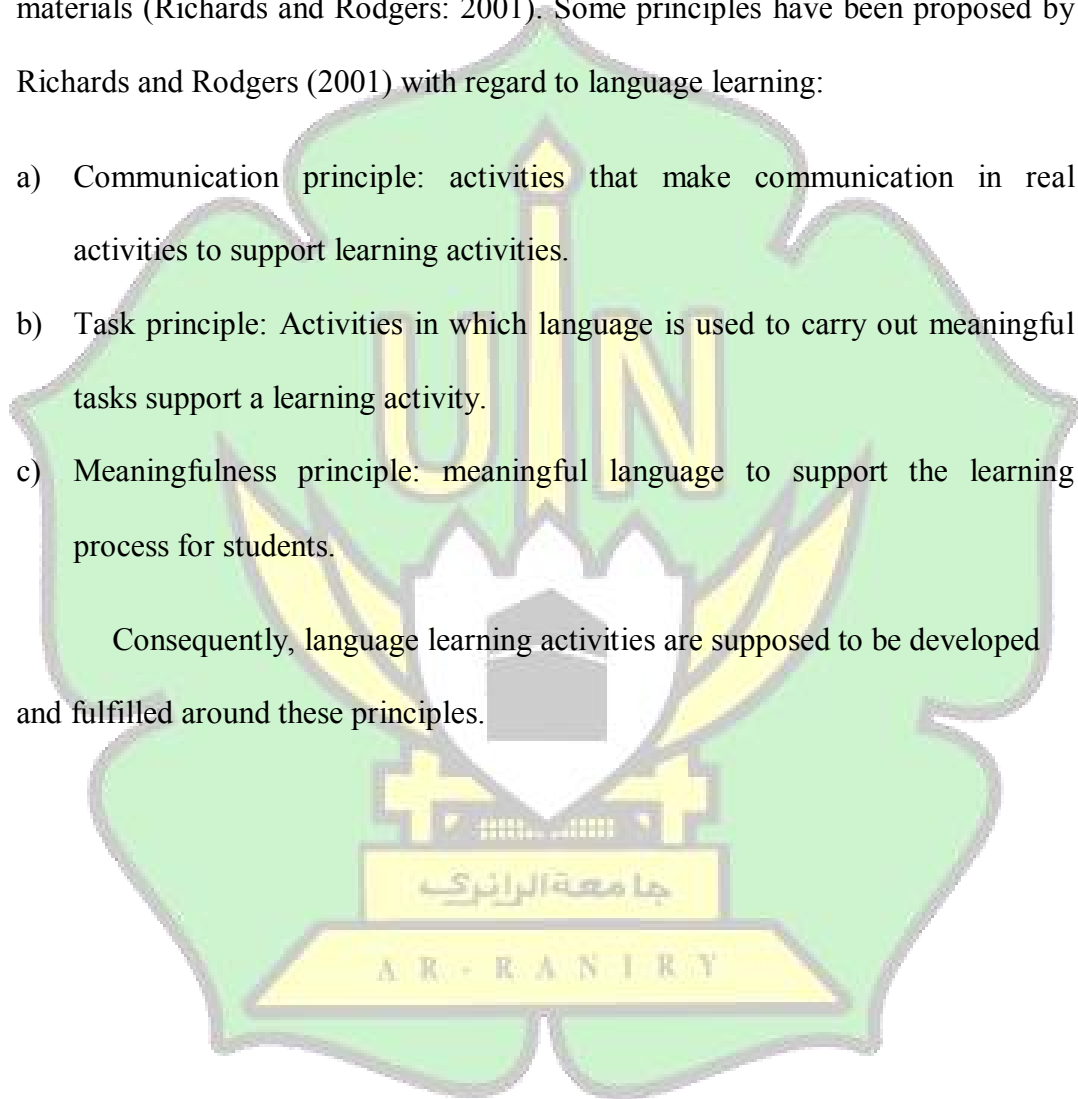 materials (Richards and Rodgers: 2001). Some principles have been proposed by
Richards and Rodgers (2001) with regard to language learning:
a) Communication principle: activities that make communication in real
activities to support learning activities.
b) Task principle: Activities in which language is used to carry out meaningful
tasks support a learning activity.
c) Meaningfulness principle: meaningful language to support the learning
process for students.
Consequently, language learning activities are supposed to be developed
and fulfilled around these principles.
UIN
جامعة الرانري
AR-RANIRY